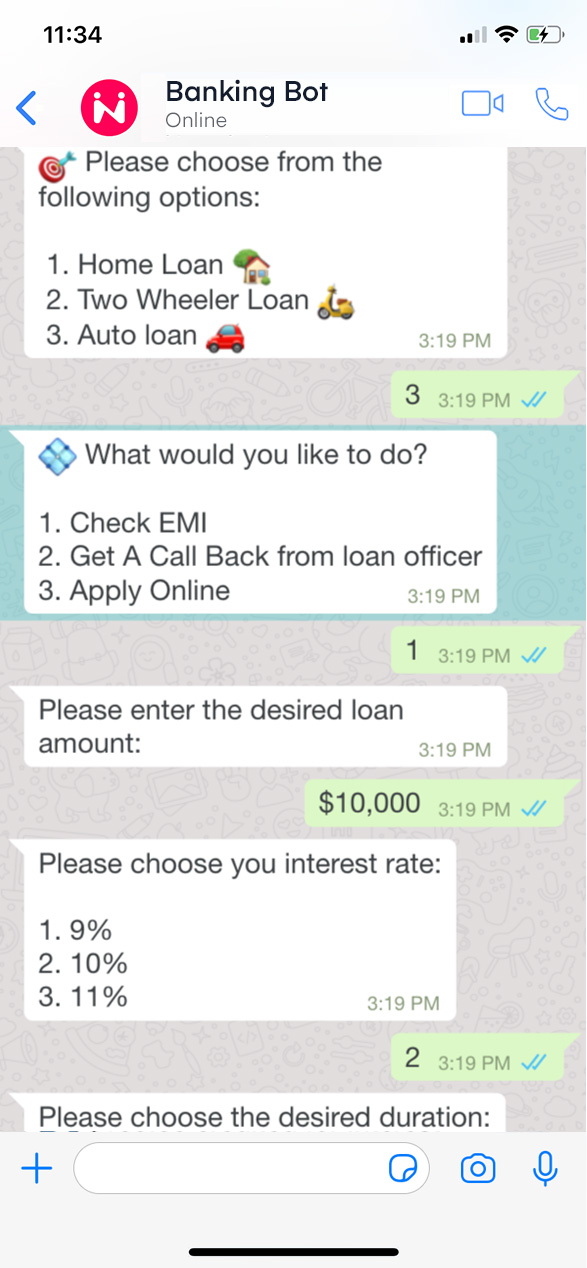 11:34
Banking Bot
Online
Please choose from the
following options:
1. Home Loan
2. Two Wheeler Loan
3. Auto loan
3:19 PM
3 3:19 PM
What would you like to do?
1. Check EMI
2. Get A Call Back from loan officer
3. Apply Online
3:19 PM
1 3:19 PM
Please enter the desired loan
amount:
3:19 PM
$10,000 3:19 PM
Please choose you interest rate:
1. 9%
2. 10%
3. 11%
3:19 PM
2 3:19 PM
Please choose the desired duration: